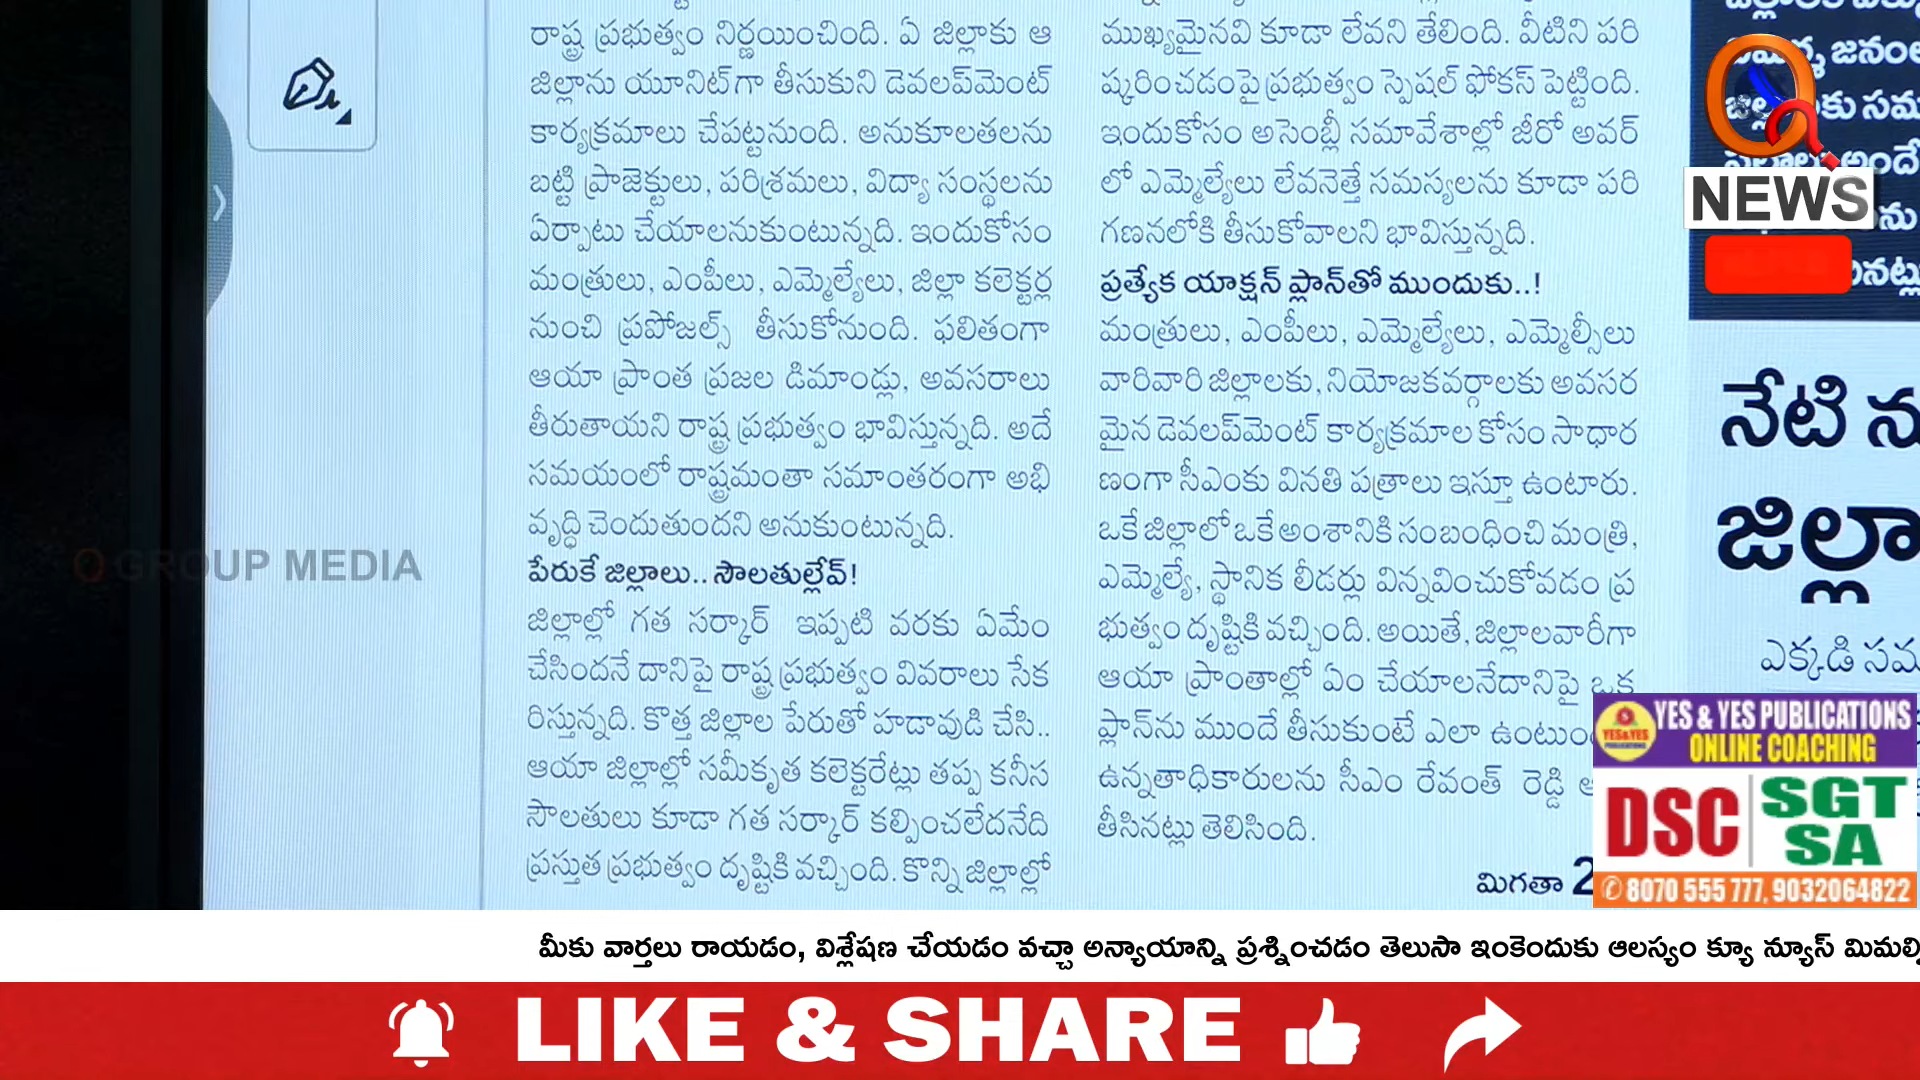 రాష్ట్ర ప్రభుత్వం నిర్ణయించింది. ఏ జిల్లాకు ఆ
జిల్లాను యూనిట్‌గా తీసుకుని డెవలప్‌మెంట్
కార్యక్రమాలు చేపట్టనుంది. అనుకూలతలను
బట్టి ప్రాజెక్టులు, పరిశ్రమలు, విద్యా సంస్థలను
ఏర్పాటు చేయాలనుకుంటున్నది. ఇందుకోసం
మంత్రులు, ఎంపీలు, ఎమ్మెల్యేలు, జిల్లా కలెక్టర్ల
నుంచి ప్రపోజల్స్ తీసుకోనుంది. ఫలితంగా
ఆయా ప్రాంత ప్రజల డిమాండ్లు, అవసరాలు
తీరుతాయని రాష్ట్ర ప్రభుత్వం భావిస్తున్నది. అదే
సమయంలో రాష్ట్రమంతా సమాంతరంగా అభి
వృద్ధి చెందుతుందని అనుకుంటున్నది.
పేరుకే జిల్లాలు.. సౌలతుల్లేవ్!
జిల్లాల్లో గత సర్కార్ ఇప్పటి వరకు ఏమేం
చేసిందనే దానిపై రాష్ట్ర ప్రభుత్వం వివరాలు సేక
రిస్తున్నది. కొత్త జిల్లాల పేరుతో హడావుడి చేసి..
ఆయా జిల్లాల్లో సమీకృత కలెక్టరేట్లు తప్ప కనీస
సౌలతులు కూడా గత సర్కార్ కల్పించలేదనేది
ప్రస్తుత ప్రభుత్వం దృష్టికి వచ్చింది. కొన్ని జిల్లాల్లో
ముఖ్యమైనవి కూడా లేవని తేలింది. వీటిని పరి
ష్కరించడంపై ప్రభుత్వం స్పెషల్ ఫోకస్ పెట్టింది.
ఇందుకోసం అసెంబ్లీ సమావేశాల్లో జీరో అవర్
లో ఎమ్మెల్యేలు లేవనెత్తే సమస్యలను కూడా పరి
గణనలోకి తీసుకోవాలని భావిస్తున్నది.
ప్రత్యేక యాక్షన్ ప్లాన్‌తో ముందుకు..!
మంత్రులు, ఎంపీలు, ఎమ్మెల్యేలు, ఎమ్మెల్సీలు
వారివారి జిల్లాలకు, నియోజకవర్గాలకు అవసర
మైన డెవలప్‌మెంట్ కార్యక్రమాల కోసం సాధార
ణంగా సీఎంకు వినతి పత్రాలు ఇస్తూ ఉంటారు.
ఒకే జిల్లాలో ఒకే అంశానికి సంబంధించి మంత్రి,
ఎమ్మెల్యే, స్థానిక లీడర్లు విన్నవించుకోవడం ప్ర
భుత్వం దృష్టికి వచ్చింది. అయితే, జిల్లాలవారీగా
ఆయా ప్రాంతాల్లో ఏం చేయాలనేదానిపై ఒక
ప్లాన్‌ను ముందే తీసుకుంటే ఎలా
ఉన్నతాధికారులను సీఎం రేవంత్ రెడ్డి
తీసినట్లు తెలిసింది.
మిగతా 2
నేటి
జిల్లా
ఎక్కడి
NEWS
Q GROUP MEDIA
YES & YES PUBLICATIONS
ONLINE COACHING
YES&YES
DSC
SGT
SA
8070 555 777, 9032064822
మీకు వార్తలు రాయడం, విశ్లేషణ చేయడం వచ్చా అన్యాయాన్ని ప్రశ్నించడం తెలుసా ఇంకెందుకు ఆలస్యం క్యూ న్యూస్
LIKE & SHARE